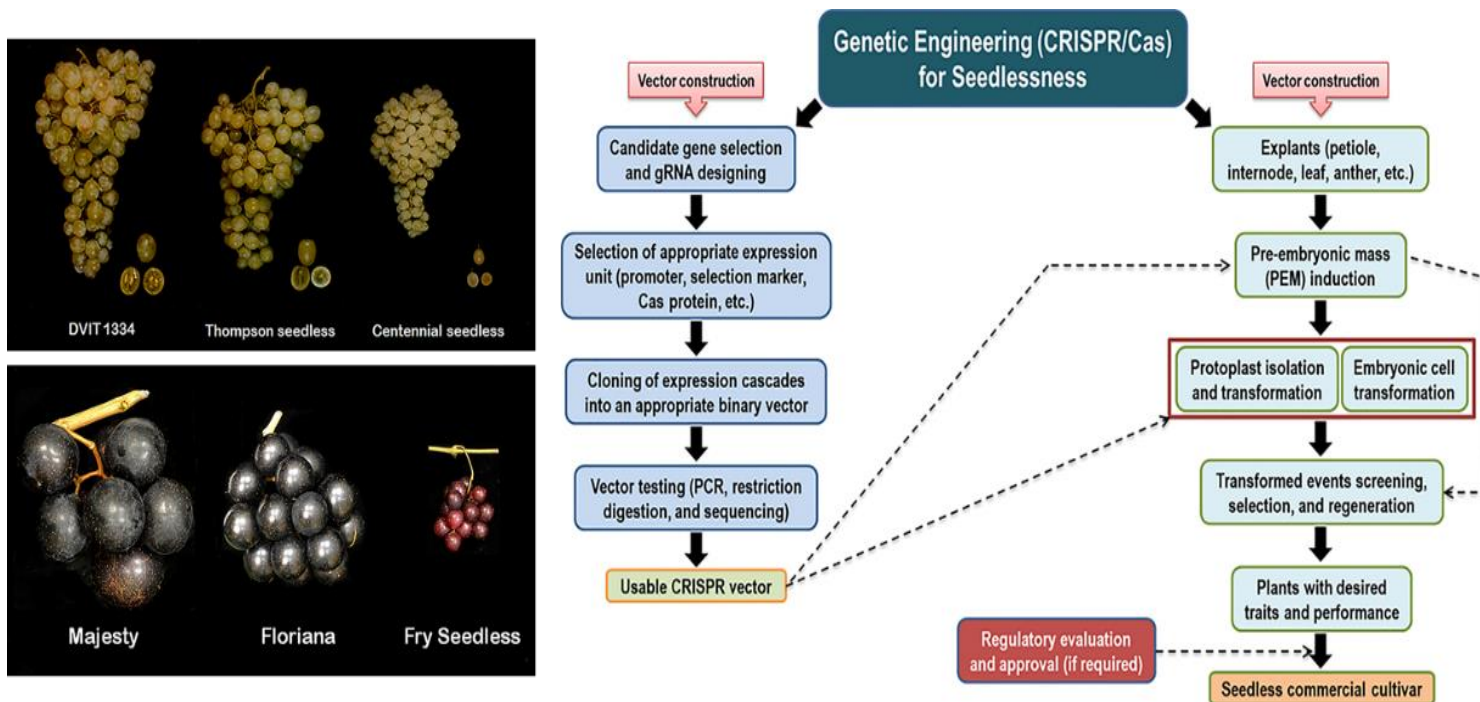 DVIT 1334
Thompson seedless
Centennial seedless
Majesty
Floriana
Fry Seedless
Genetic Engineering (CRISPR/Cas)
for Seedlessness
Vector construction
Candidate gene selection
and gRNA designing
Selection of appropriate expression
unit (promoter, selection marker,
Cas protein, etc.)
Cloning of expression cascades
into an appropriate binary vector
Vector testing (PCR, restriction
digestion, and sequencing)
Usable CRISPR vector
Vector construction
Explants (petiole,
internode, leaf, anther, etc.)
Pre-embryonic mass
(PEM) induction
Protoplast isolation
and transformation
Embryonic cell
transformation
Transformed events screening,
selection, and regeneration
Plants with desired
traits and performance
Regulatory evaluation
and approval (if required)
Seedless commercial cultivar